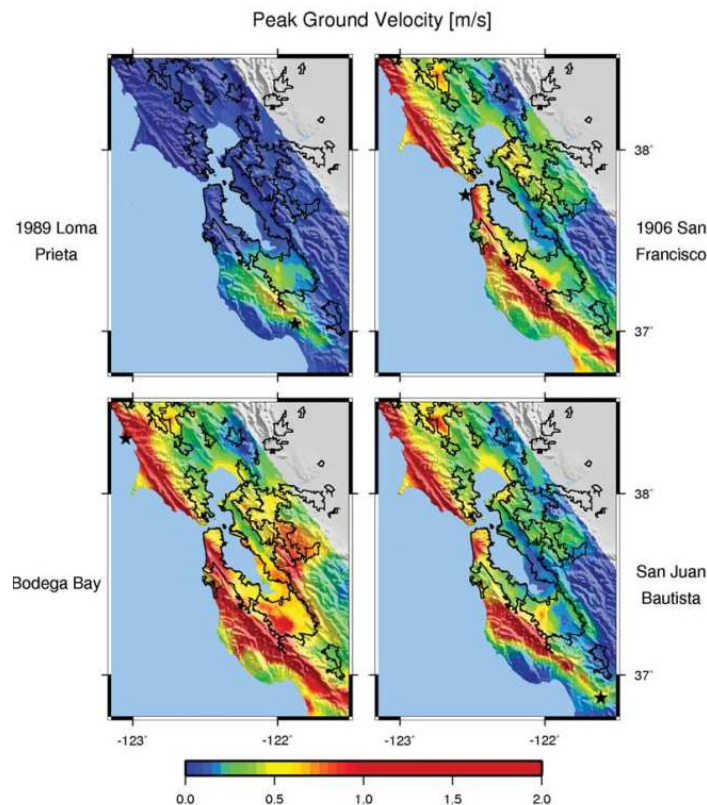 Peak Ground Velocity [m/s]
1989 Loma
Prieta
38˚
1906 San
Francisco
37˚
Bodega Bay
38˚
San Juan
Bautista
37˚
-123˚
-122˚
-123˚
-122˚
0.0
0.5
1.0
1.5
2.0